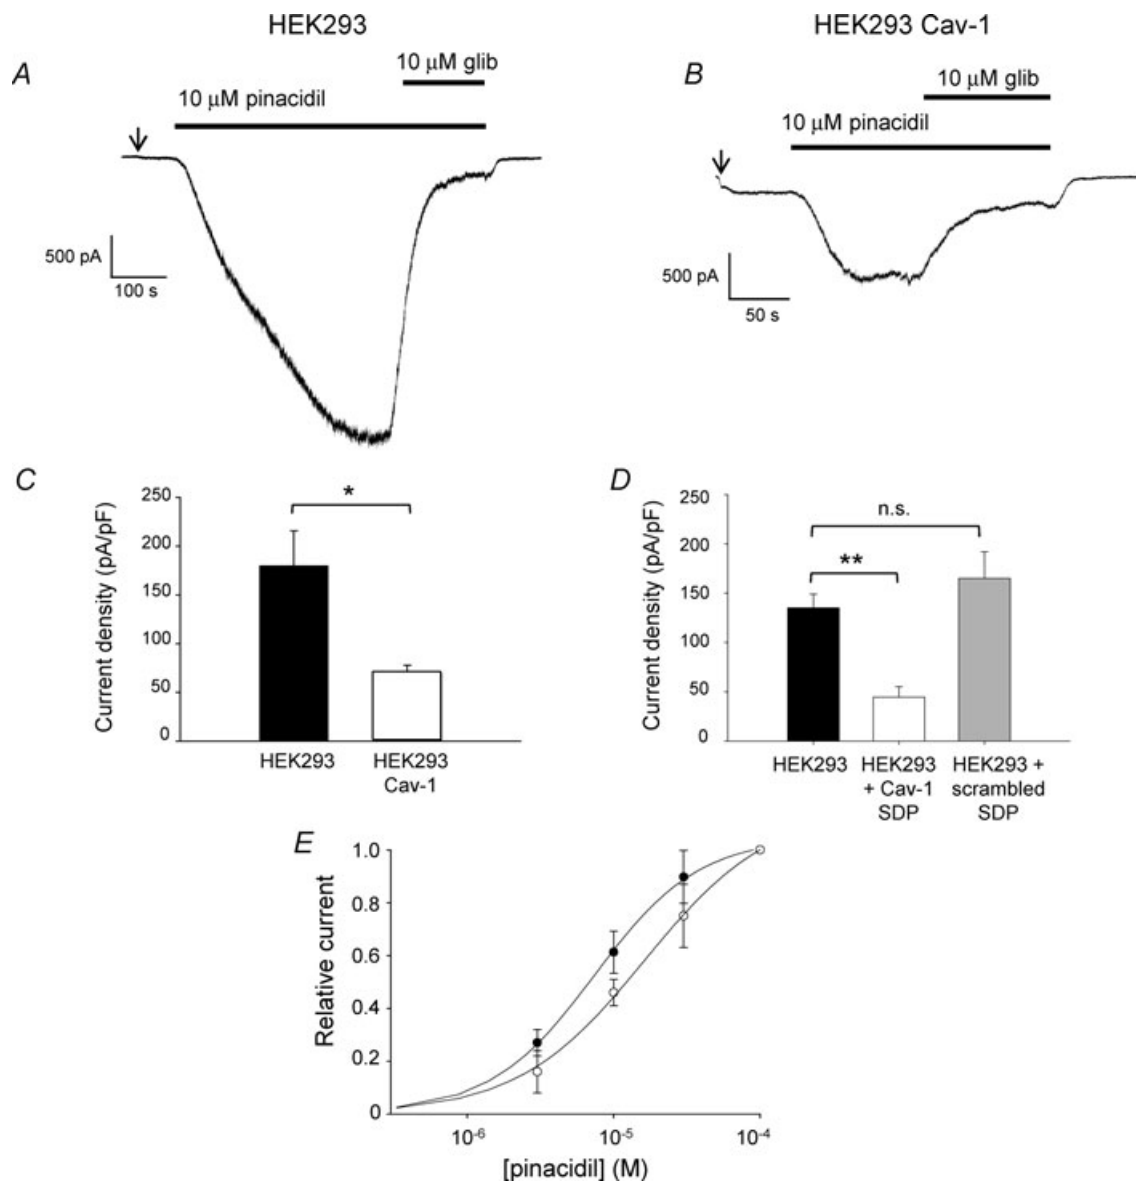 HEK293
HEK293 Cav-1
A
10 μM glib
10 μM pinacidil
500 pA
100 s
B
10 μM glib
10 μM pinacidil
500 pA
50 s
C
Current density (pA/pF)
250
200
150
100
50
0
*
HEK293
HEK293
Cav-1
D
Current density (pA/pF)
250
200
150
100
50
0
n.s.
**
HEK293
HEK293
+ Cav-1
SDP
HEK293 +
scrambled
SDP
E
Relative current
1.0
0.8
0.6
0.4
0.2
0
10⁻⁶
10⁻⁵
10⁻⁴
[pinacidil] (M)